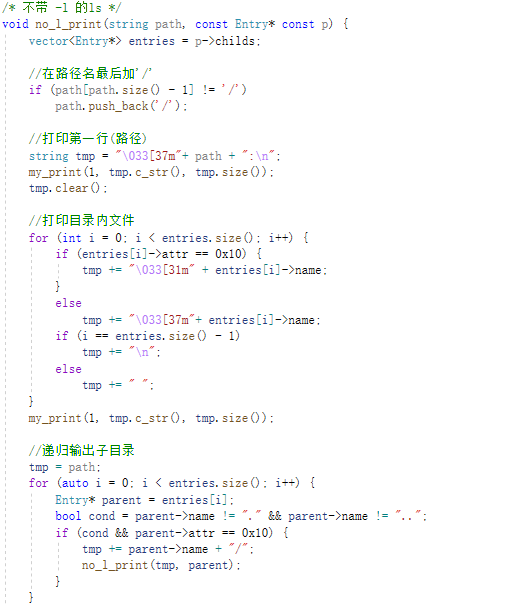 /* 不带 -l 的ls */
void no_l_print(string path, const Entry* const p) {
    vector<Entry*> entries = p->childs;

    //在路径名最后加'/'
    if (path[path.size() - 1] != '/')
        path.push_back('/');

    //打印第一行(路径)
    string tmp = "\033[37m"+ path + ":\n";
    my_print(1, tmp.c_str(), tmp.size());
    tmp.clear();

    //打印目录内文件
    for (int i = 0; i < entries.size(); i++) {
        if (entries[i]->attr == 0x10) {
            tmp += "\033[31m" + entries[i]->name;
        }
        else
            tmp += "\033[37m"+ entries[i]->name;
        if (i == entries.size() - 1)
            tmp += "\n";
        else
            tmp += " ";
    }
    my_print(1, tmp.c_str(), tmp.size());

    //递归输出子目录
    tmp = path;
    for (auto i = 0; i < entries.size(); i++) {
        Entry* parent = entries[i];
        bool cond = parent->name != "." && parent->name != "..";
        if (cond && parent->attr == 0x10) {
            tmp += parent->name + "/";
            no_l_print(tmp, parent);
        }
    }